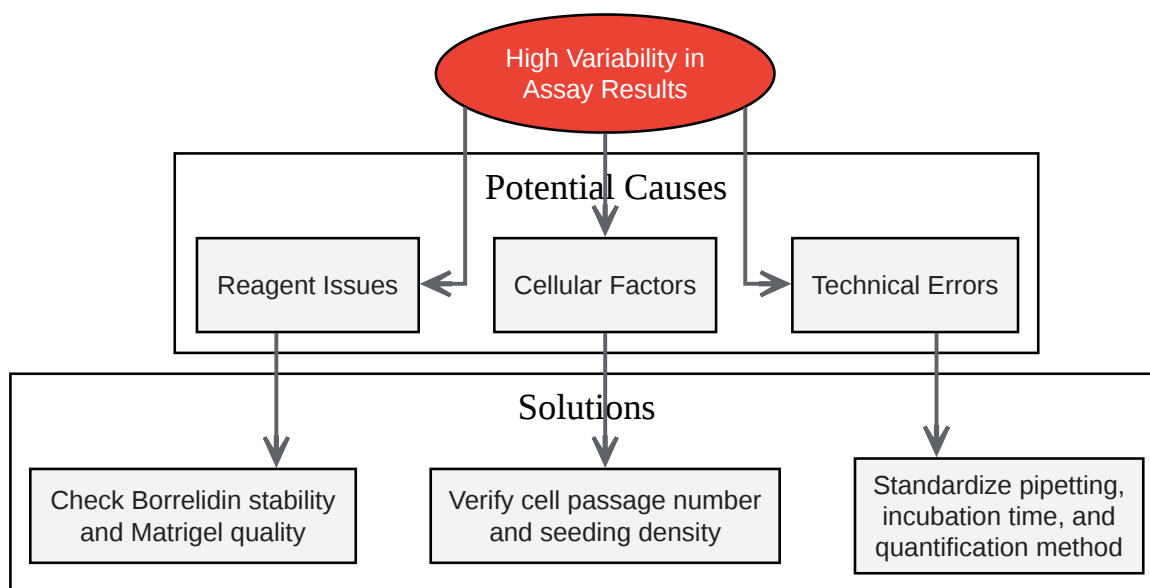 High Variability in
Assay Results
Potential Causes
Reagent Issues
Cellular Factors
Technical Errors
Solutions
Check Borrelidin stability
and Matrigel quality
Verify cell passage number
and seeding density
Standardize pipetting,
incubation time, and
quantification method